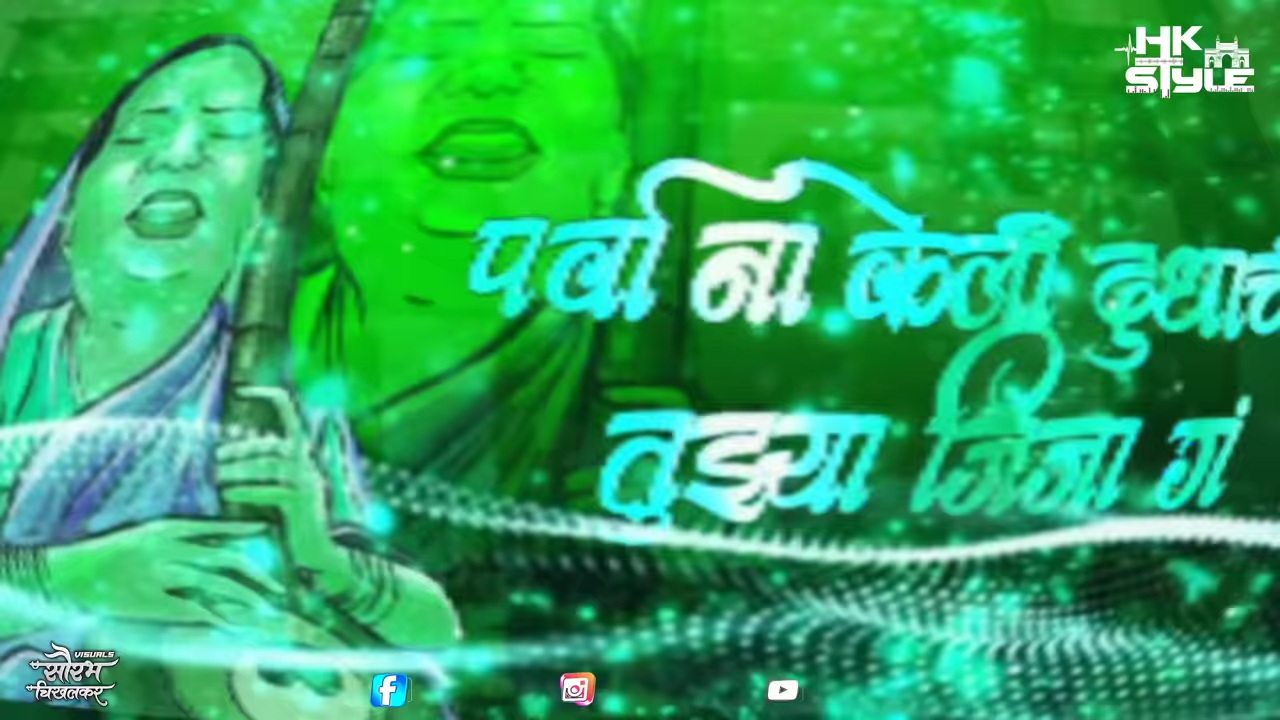 HK
STYLE
पर्वा ना केली दुधाच
तुझ्या जिना गं
VISUALS
सौरभ
चिखलकर